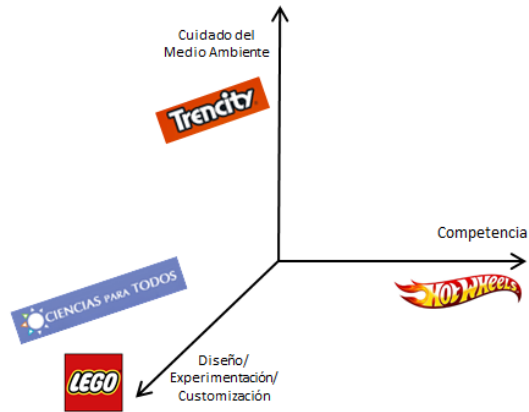 Cuidado del
Medio Ambiente
Trencity
Competencia
HOT WHEELS
CIENCIAS PARA TODOS
LEGO
Diseño/
Experimentación/
Customización